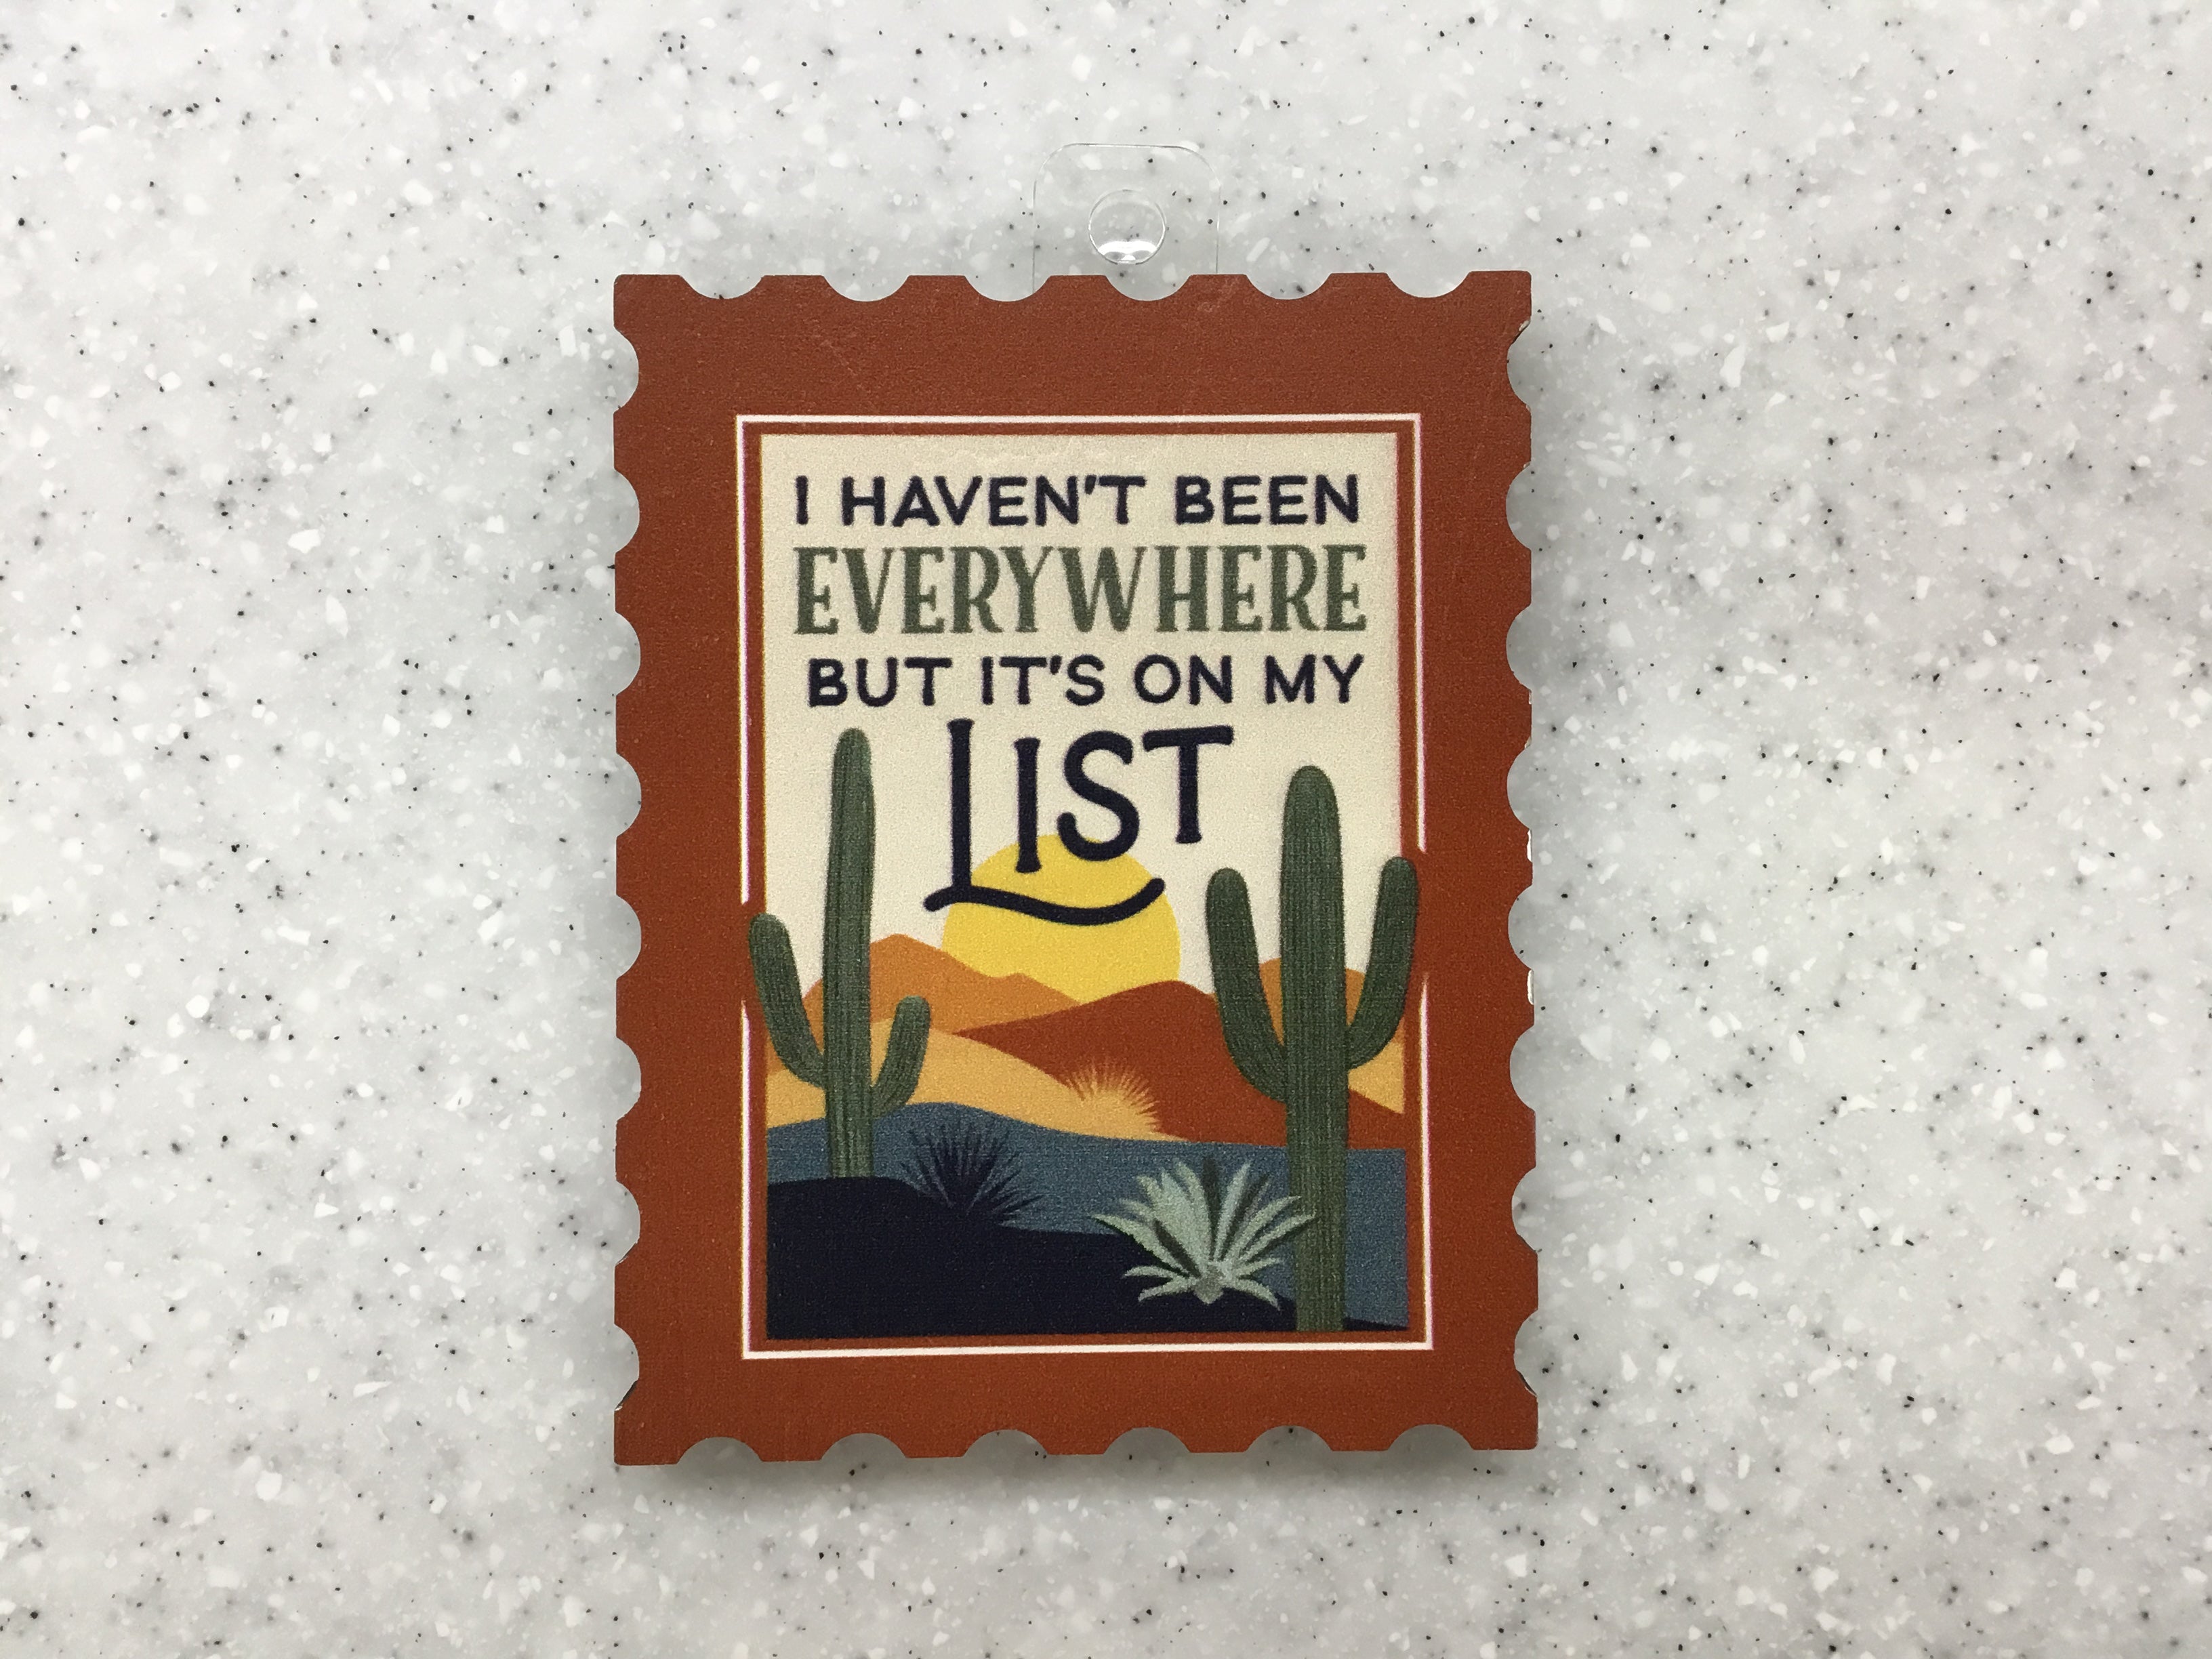 I HAVEN'T BEEN
EVERYWHERE
BUT IT'S ON MY
LIST